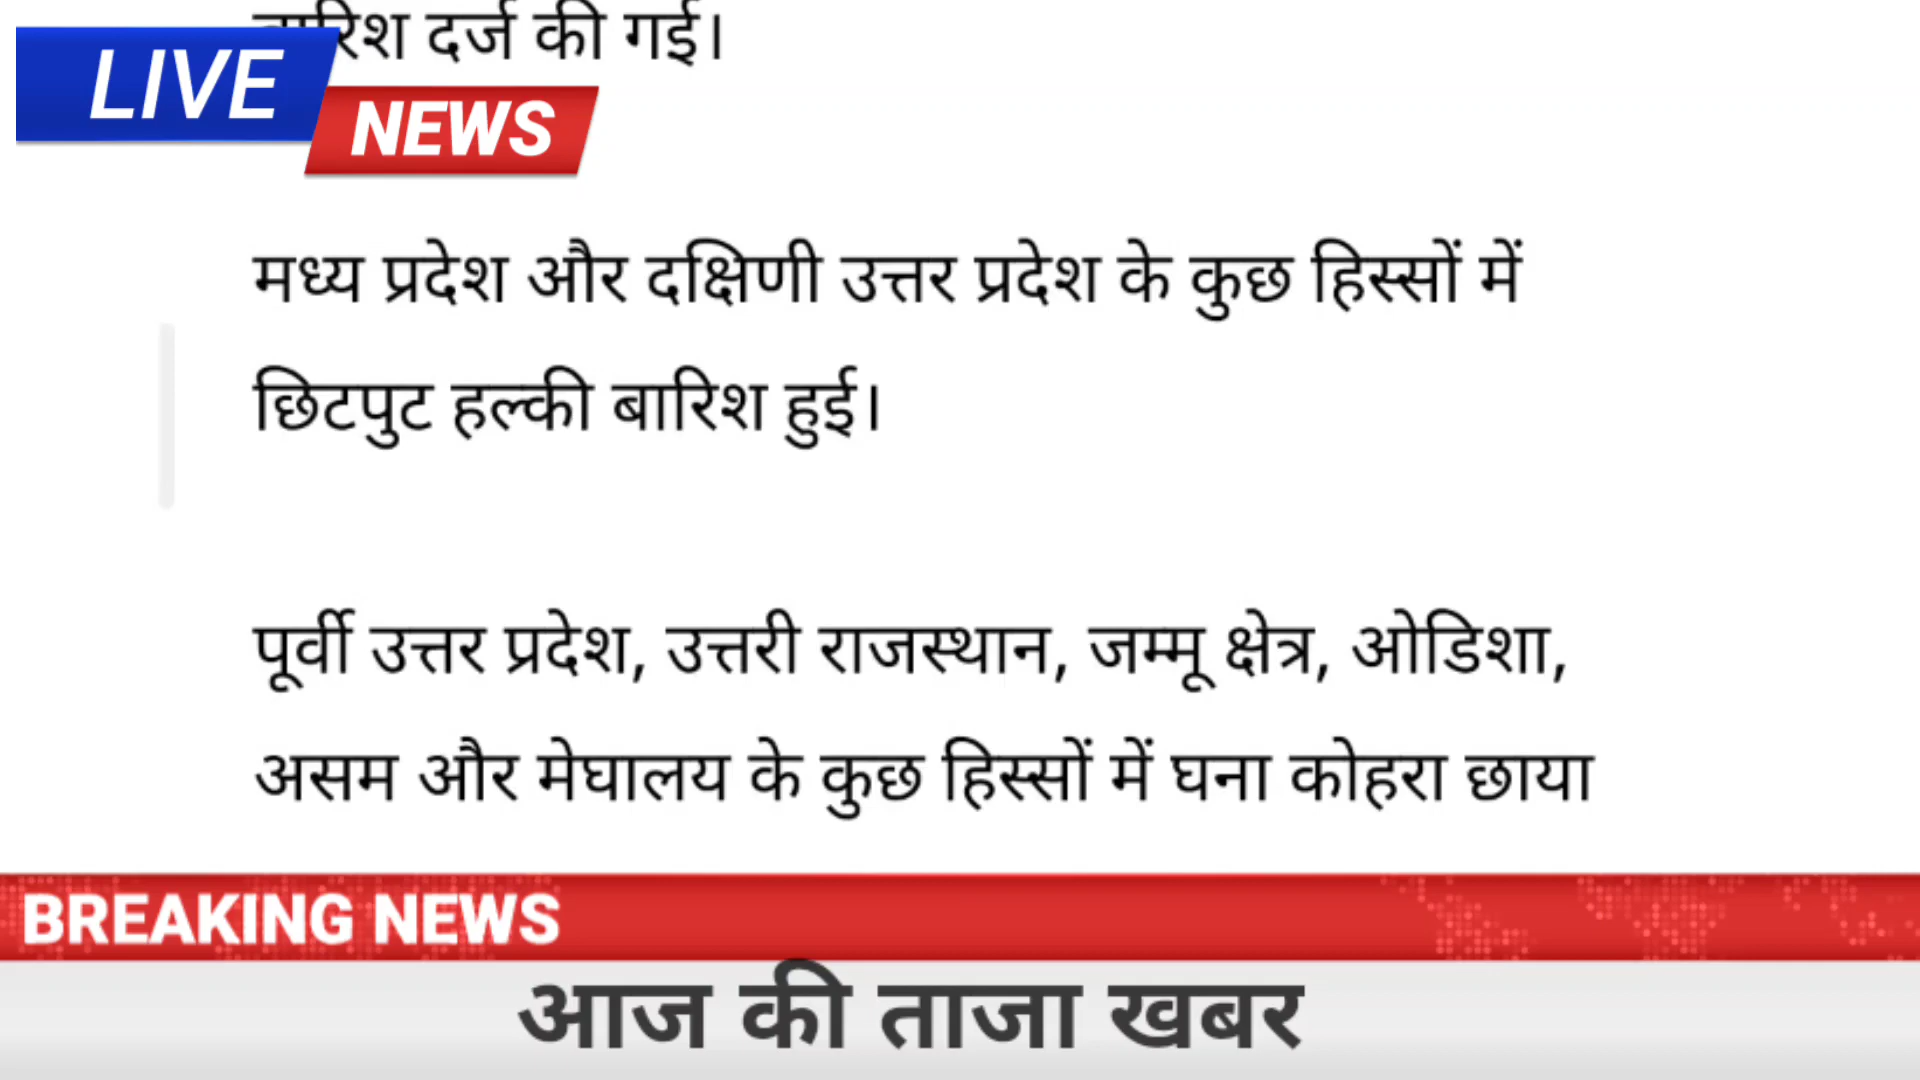 दर्ज की गई।
LIVE
NEWS
मध्य प्रदेश और दक्षिणी उत्तर प्रदेश के कुछ हिस्सों में
छिटपुट हल्की बारिश हुई।
पूर्वी उत्तर प्रदेश, उत्तरी राजस्थान, जम्मू क्षेत्र, ओडिशा,
असम और मेघालय के कुछ हिस्सों में घना कोहरा छाया
BREAKING NEWS
आज की ताजा खबर